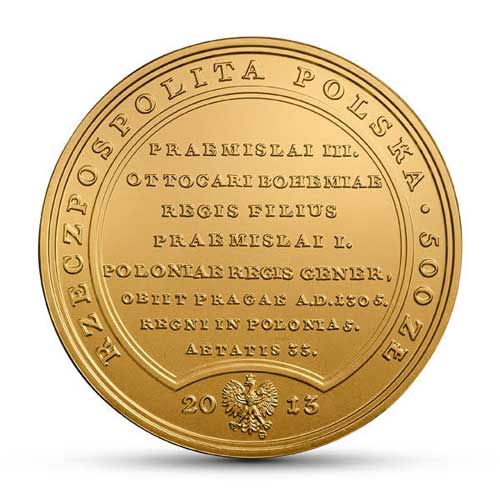 RZECZPOSPOLITA POLSKA · 500 ZŁ
PRAEMISLAI III.
OTTOCARI BOHEMIAE
REGIS FILIUS
PRAEMISLAI I.
POLONIAE REGIS GENER,
OBIIT PRAGAE A.D. 1305.
REGNI IN POLONIA 5.
AETATIS 33.
20 13